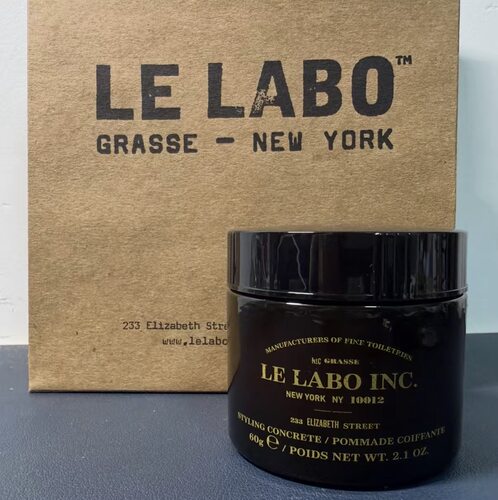 LE LABO™
GRASSE – NEW YORK
233 Elizabeth Stre
www.lelabo
MANUFACTURERS OF FINE TOILETRIES
GRASSE
LE LABO INC.
NEW YORK NY 10012
233 ELIZABETH STREET
STYLING CONCRETE / POMMADE COIFFANTE
60g ℮ / POIDS NET WT. 2.1 OZ.